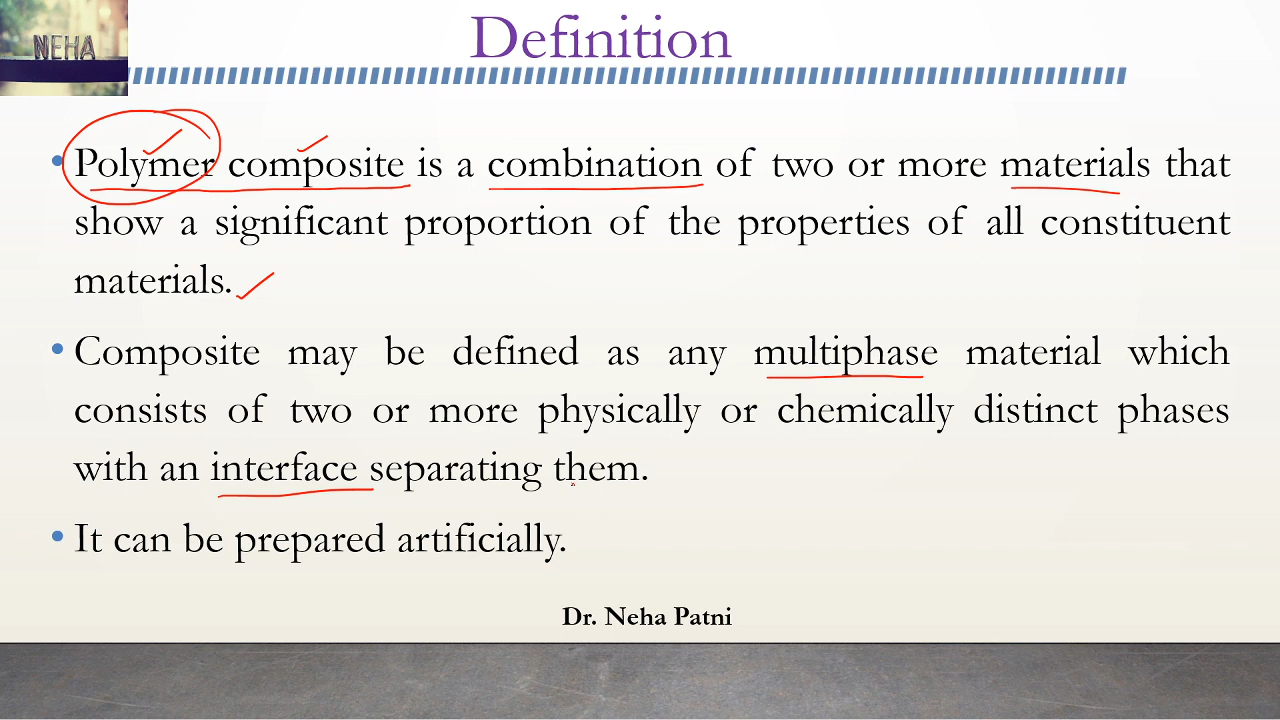 NEHA
Definition
• Polymer composite is a combination of two or more materials that
show a significant proportion of the properties of all constituent
materials.
• Composite may be defined as any multiphase material which
consists of two or more physically or chemically distinct phases
with an interface separating them.
• It can be prepared artificially.
Dr. Neha Patni